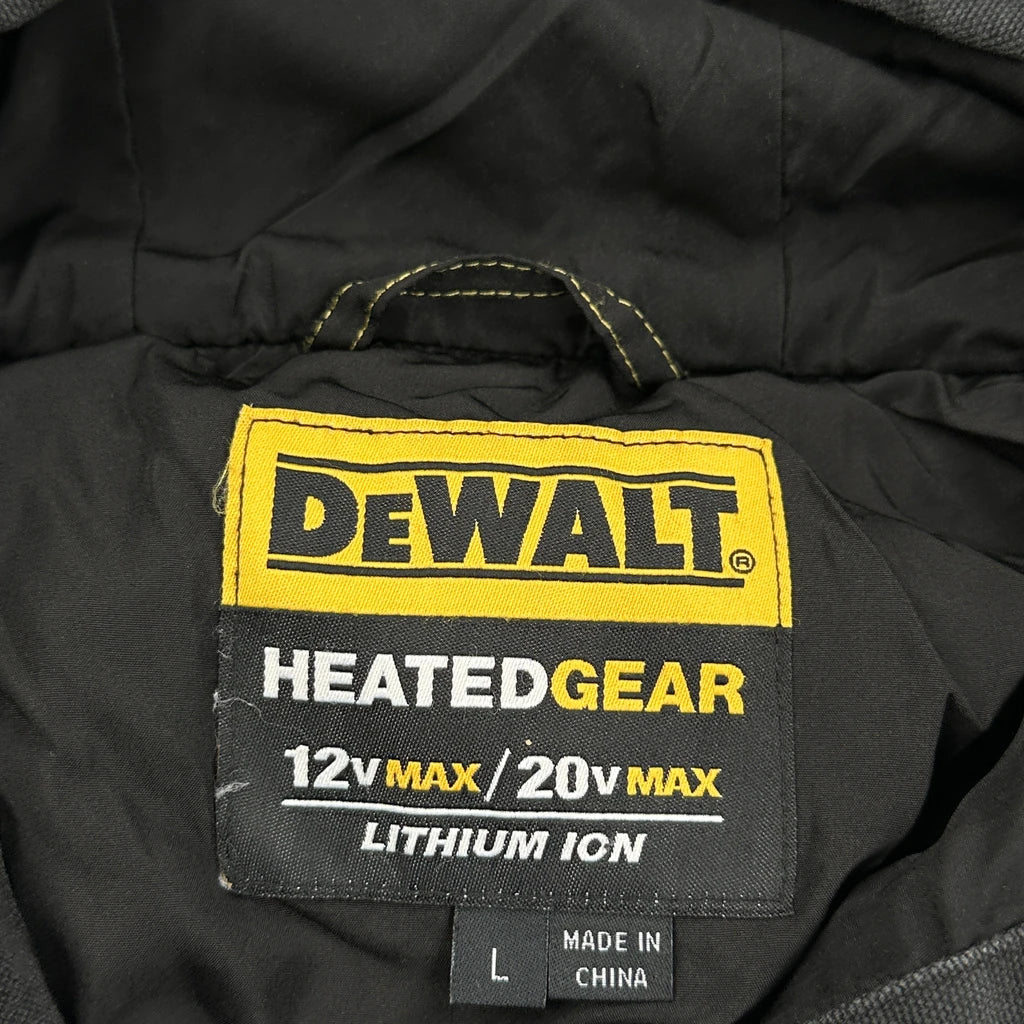 DEWALT®
HEATEDGEAR
12V MAX / 20V MAX
LITHIUM ION
L
MADE IN
CHINA